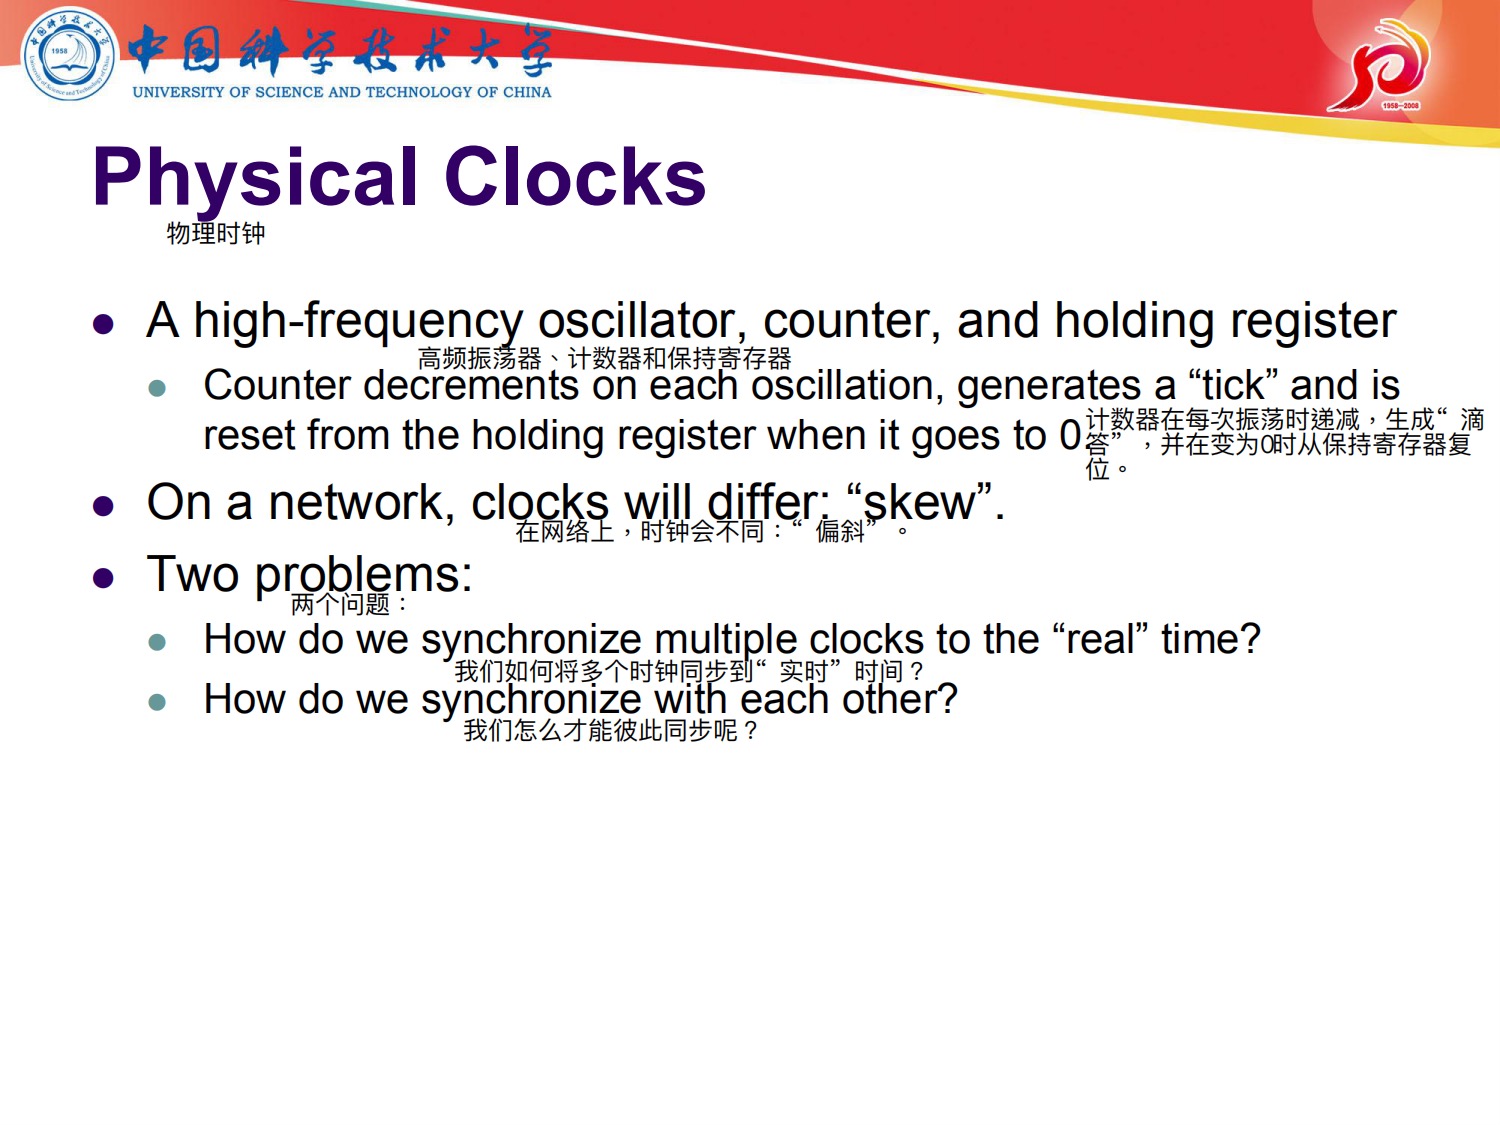 中国科学技术大学
UNIVERSITY OF SCIENCE AND TECHNOLOGY OF CHINA
1958
1958—2008
Physical Clocks
物理时钟
A high-frequency oscillator, counter, and holding register
高频振荡器、计数器和保持寄存器
Counter decrements on each oscillation, generates a “tick” and is
reset from the holding register when it goes to 0.
计数器在每次振荡时递减，生成“滴
答”，并在变为0时从保持寄存器复
位。
On a network, clocks will differ: “skew”.
在网络上，时钟会不同：“偏斜”。
Two problems:
两个问题：
How do we synchronize multiple clocks to the “real” time?
我们如何将多个时钟同步到“实时”时间？
How do we synchronize with each other?
我们怎么才能彼此同步呢？